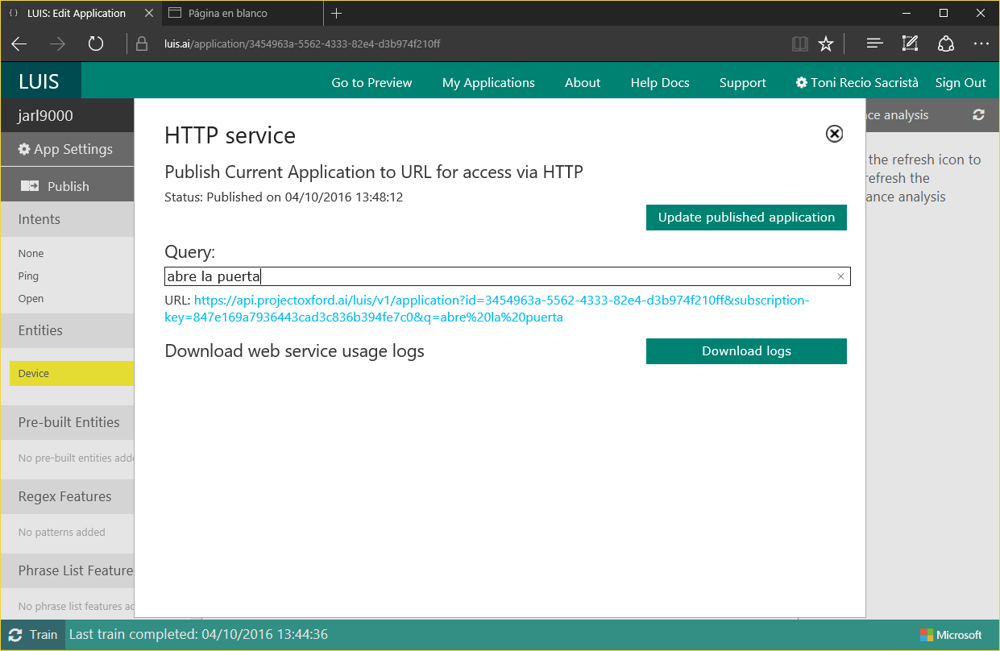 LUIS: Edit Application
Página en blanco
luis.ai/application/3454963a-5562-4333-82e4-d3b974f210ff
LUIS
Go to Preview
My Applications
About
Help Docs
Support
Toni Recio Sacristà
Sign Out
jarl9000
App Settings
Publish
Intents
None
Ping
Open
Entities
Device
Pre-built Entities
No pre-built entities adde
Regex Features
No patterns added
Phrase List Feature
No phrase list features ad
HTTP service
Publish Current Application to URL for access via HTTP
Status: Published on 04/10/2016 13:48:12
Update published application
Query:
abre la puerta
URL: https://api.projectoxford.ai/luis/v1/application?id=3454963a-5562-4333-82e4-d3b974f210ff&subscription-
key=847e169a7936443cad3c836b394fe7c0&q=abre%20la%20puerta
Download web service usage logs
Download logs
ce analysis
the refresh icon to
refresh the
ance analysis
Train
Last train completed: 04/10/2016 13:44:36
Microsoft